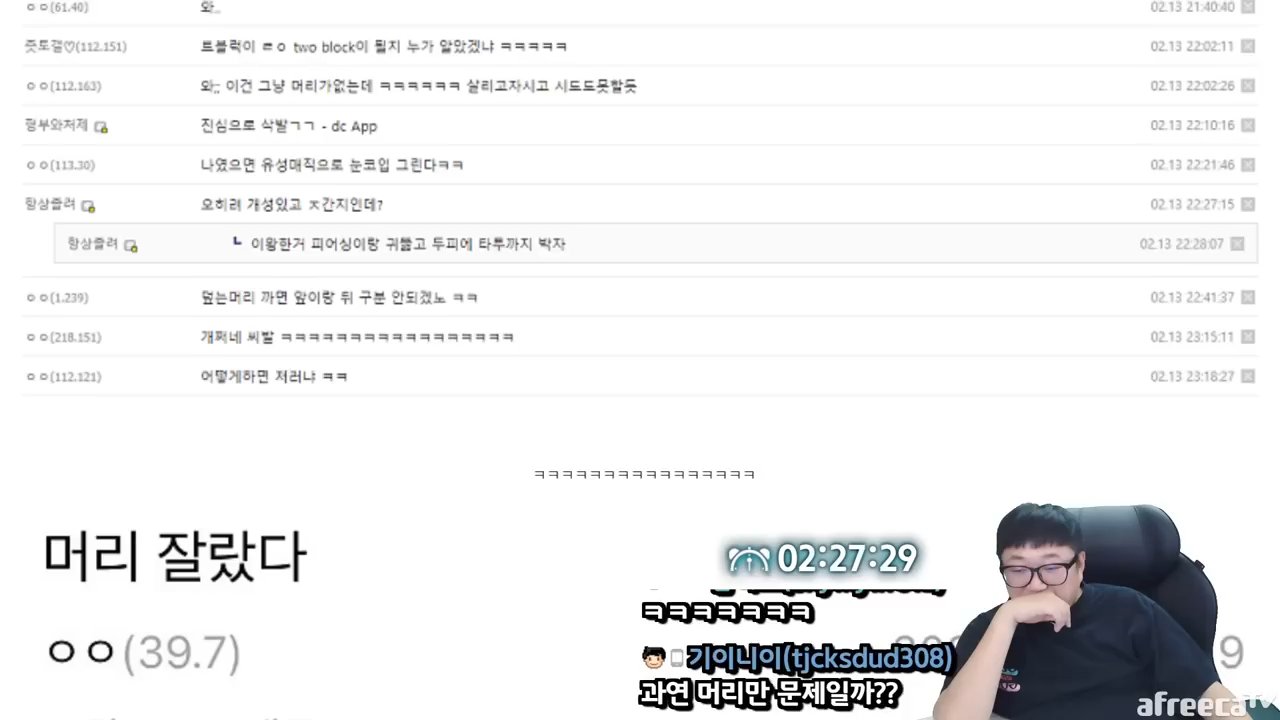 ㅇㅇ(61.40) 와.. 02.13 21:40:40
즛토갤♡(112.151) 트블럭이 ㄹㅇ two block이 될지 누가 알았겠냐 ㅋㅋㅋㅋㅋ 02.13 22:02:11
ㅇㅇ(112.163) 와;; 이건 그냥 머리가없는데 ㅋㅋㅋㅋㅋㅋ 살리고자시고 시드드못할듯 02.13 22:02:26
형부와처제 진심으로 삭발ㄱㄱ - dc App 02.13 22:10:16
ㅇㅇ(113.30) 나였으면 유성매직으로 눈코입 그린다ㅋㅋ 02.13 22:21:46
항상졸려 오히려 개성있고 ㅈ간지인데? 02.13 22:27:15
항상졸려 ┗ 이왕한거 피어싱이랑 귀뚫고 두피에 타투까지 박자 02.13 22:28:07
ㅇㅇ(1.239) 덮는머리 까면 앞이랑 뒤 구분 안되겠노 ㅋㅋ 02.13 22:41:37
ㅇㅇ(218.151) 개쩌네 씨발 ㅋㅋㅋㅋㅋㅋㅋㅋㅋㅋㅋㅋㅋㅋㅋㅋㅋ 02.13 23:15:11
ㅇㅇ(112.121) 어떻게하면 저러냐 ㅋㅋ 02.13 23:18:27
ㅋㅋㅋㅋㅋㅋㅋㅋㅋㅋㅋㅋㅋㅋㅋㅋ
머리 잘랐다
02:27:29
ㅋㅋㅋㅋㅋㅋㅋ
ㅇㅇ(39.7)
기이니이(tjcksdud308)
과연 머리만 문제일까??
afreecaTV